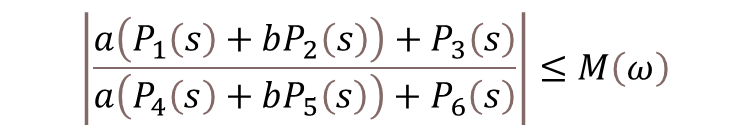 |a(P₁(s) + bP₂(s)) + P₃(s)|
|a(P₄(s) + bP₅(s)) + P₆(s)| ≤ M(ω)